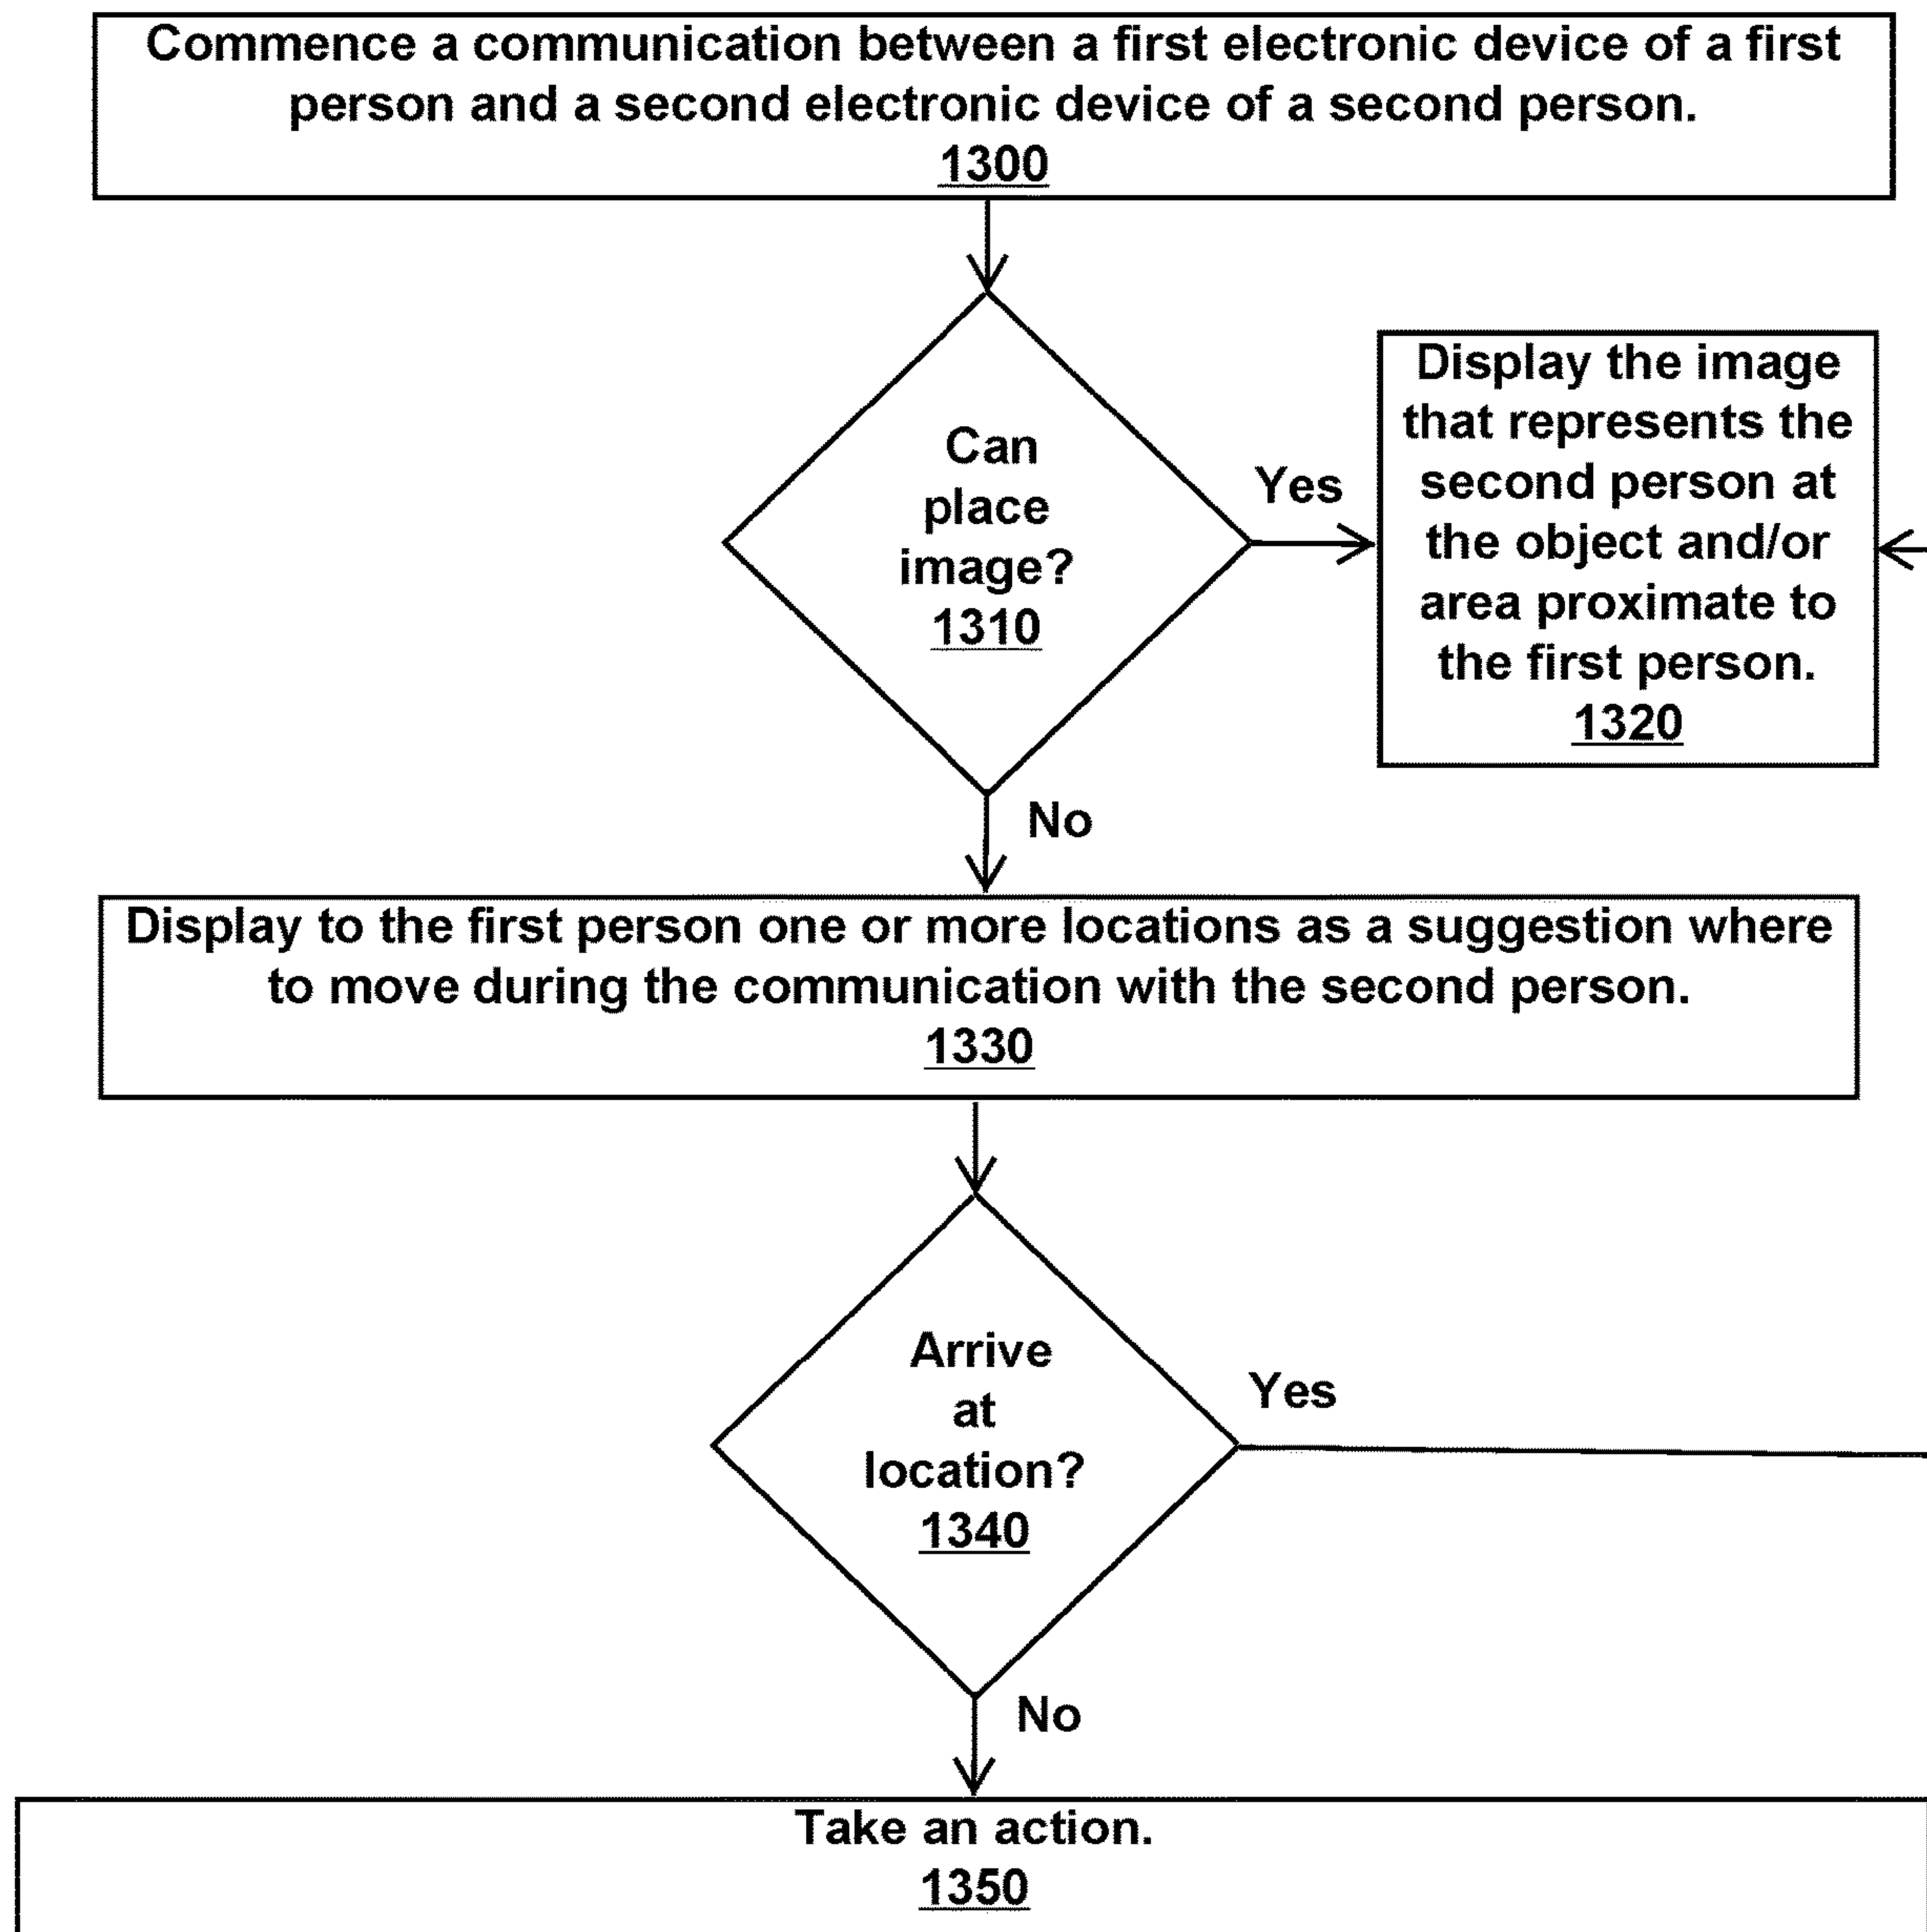 Commence a communication between a first electronic device of a first
person and a second electronic device of a second person.
1300
Can
place
image?
1310
Yes
Display the image
that represents the
second person at
the object and/or
area proximate to
the first person.
1320
No
Display to the first person one or more locations as a suggestion where
to move during the communication with the second person.
1330
Arrive
at
location?
1340
Yes
No
Take an action.
1350